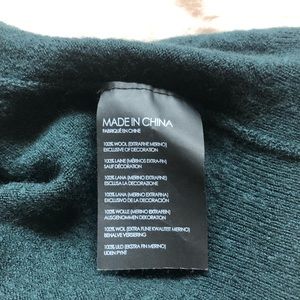 MADE IN CHINA
FABRIQUÉ EN CHINE
100% WOOL (EXTRAFINE MERINO)
EXCLUSIVE OF DECORATION
100% LAINE (MÉRINOS EXTRA-FIN)
SAUF DÉCORATION
100% LANA (MERINO EXTRAFINE)
ESCLUSA LA DECORAZIONE
100% LANA (MERINO EXTRAFINA)
EXCLUSIVO DE LA DECORACIÓN
100% WOLLE (MERINO EXTRAFEIN)
AUSGENOMMEN DEKORATION
100% WOL (EXTRA FIJNE KWALITEIT MERINO)
BEHALVE VERSIERING
100% ULD (EKSTRA FIN MERINO)
UDEN PYNT